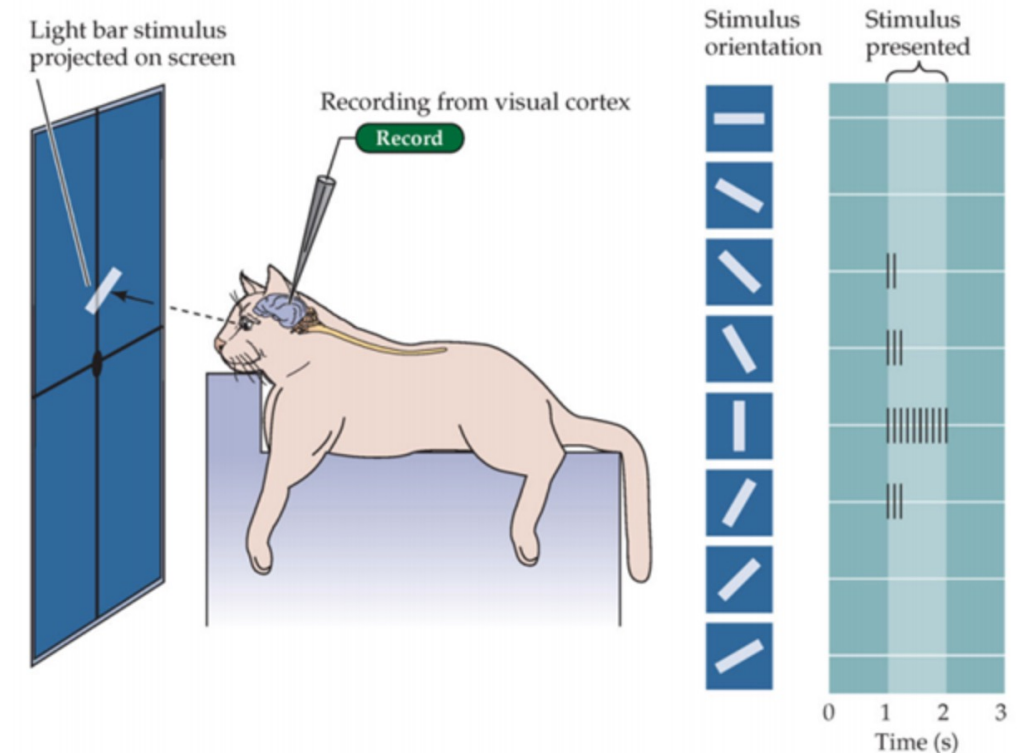 Light bar stimulus
projected on screen
Recording from visual cortex
Record
Stimulus
orientation
Stimulus
presented
0 1 2 3
Time (s)